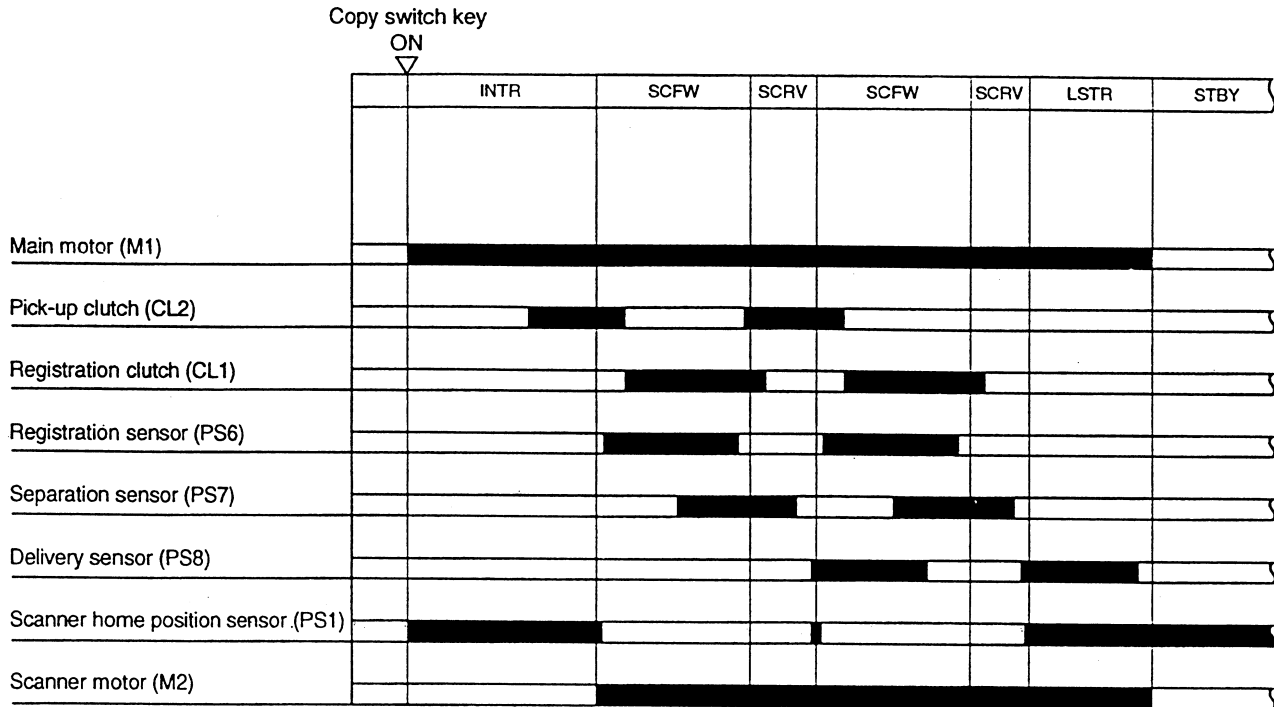 Copy switch key
ON
INTR SCFW SCRV SCFW SCRV LSTR STBY
Main motor (M1)
Pick-up clutch (CL2)
Registration clutch (CL1)
Registration sensor (PS6)
Separation sensor (PS7)
Delivery sensor (PS8)
Scanner home position sensor (PS1)
Scanner motor (M2)